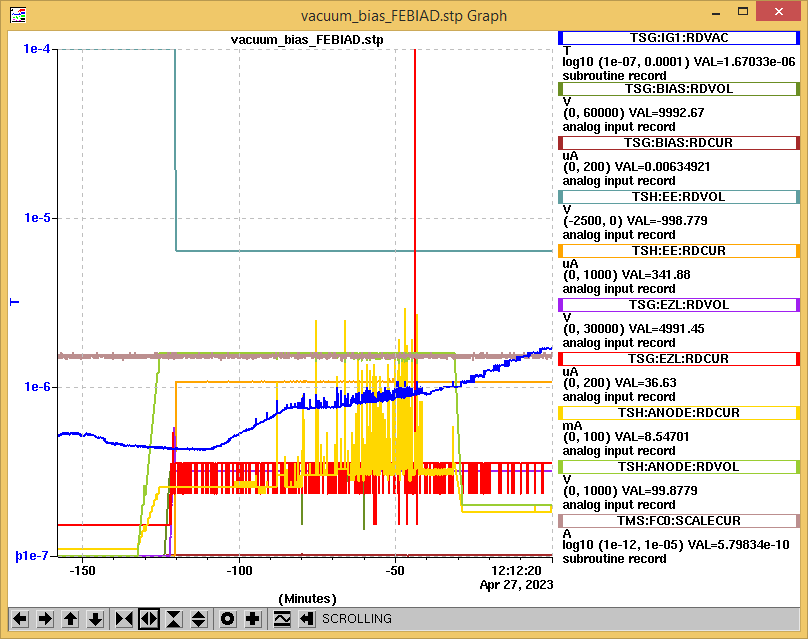 vacuum_bias_FEBIAD.stp Graph
vacuum_bias_FEBIAD.stp
1e-4
1e-5
T
1e-6
1e-7
-150
-100
-50
12:12:20
Apr 27, 2023
(Minutes)
TSG:IG1:RDVAC
T
log10 (1e-07, 0.0001) VAL=1.67033e-06
subroutine record
TSG:BIAS:RDVOL
V
(0, 60000) VAL=9992.67
analog input record
TSG:BIAS:RDCUR
uA
(0, 200) VAL=0.00634921
analog input record
TSH:EE:RDVOL
V
(-2500, 0) VAL=-998.779
analog input record
TSH:EE:RDCUR
uA
(0, 1000) VAL=341.88
analog input record
TSG:EZL:RDVOL
V
(0, 30000) VAL=4991.45
analog input record
TSG:EZL:RDCUR
uA
(0, 200) VAL=36.63
analog input record
TSH:ANODE:RDCUR
mA
(0, 100) VAL=8.54701
analog input record
TSH:ANODE:RDVOL
V
(0, 1000) VAL=99.8779
analog input record
TMS:FC0:SCALECUR
A
log10 (1e-12, 1e-05) VAL=5.79834e-10
subroutine record
SCROLLING